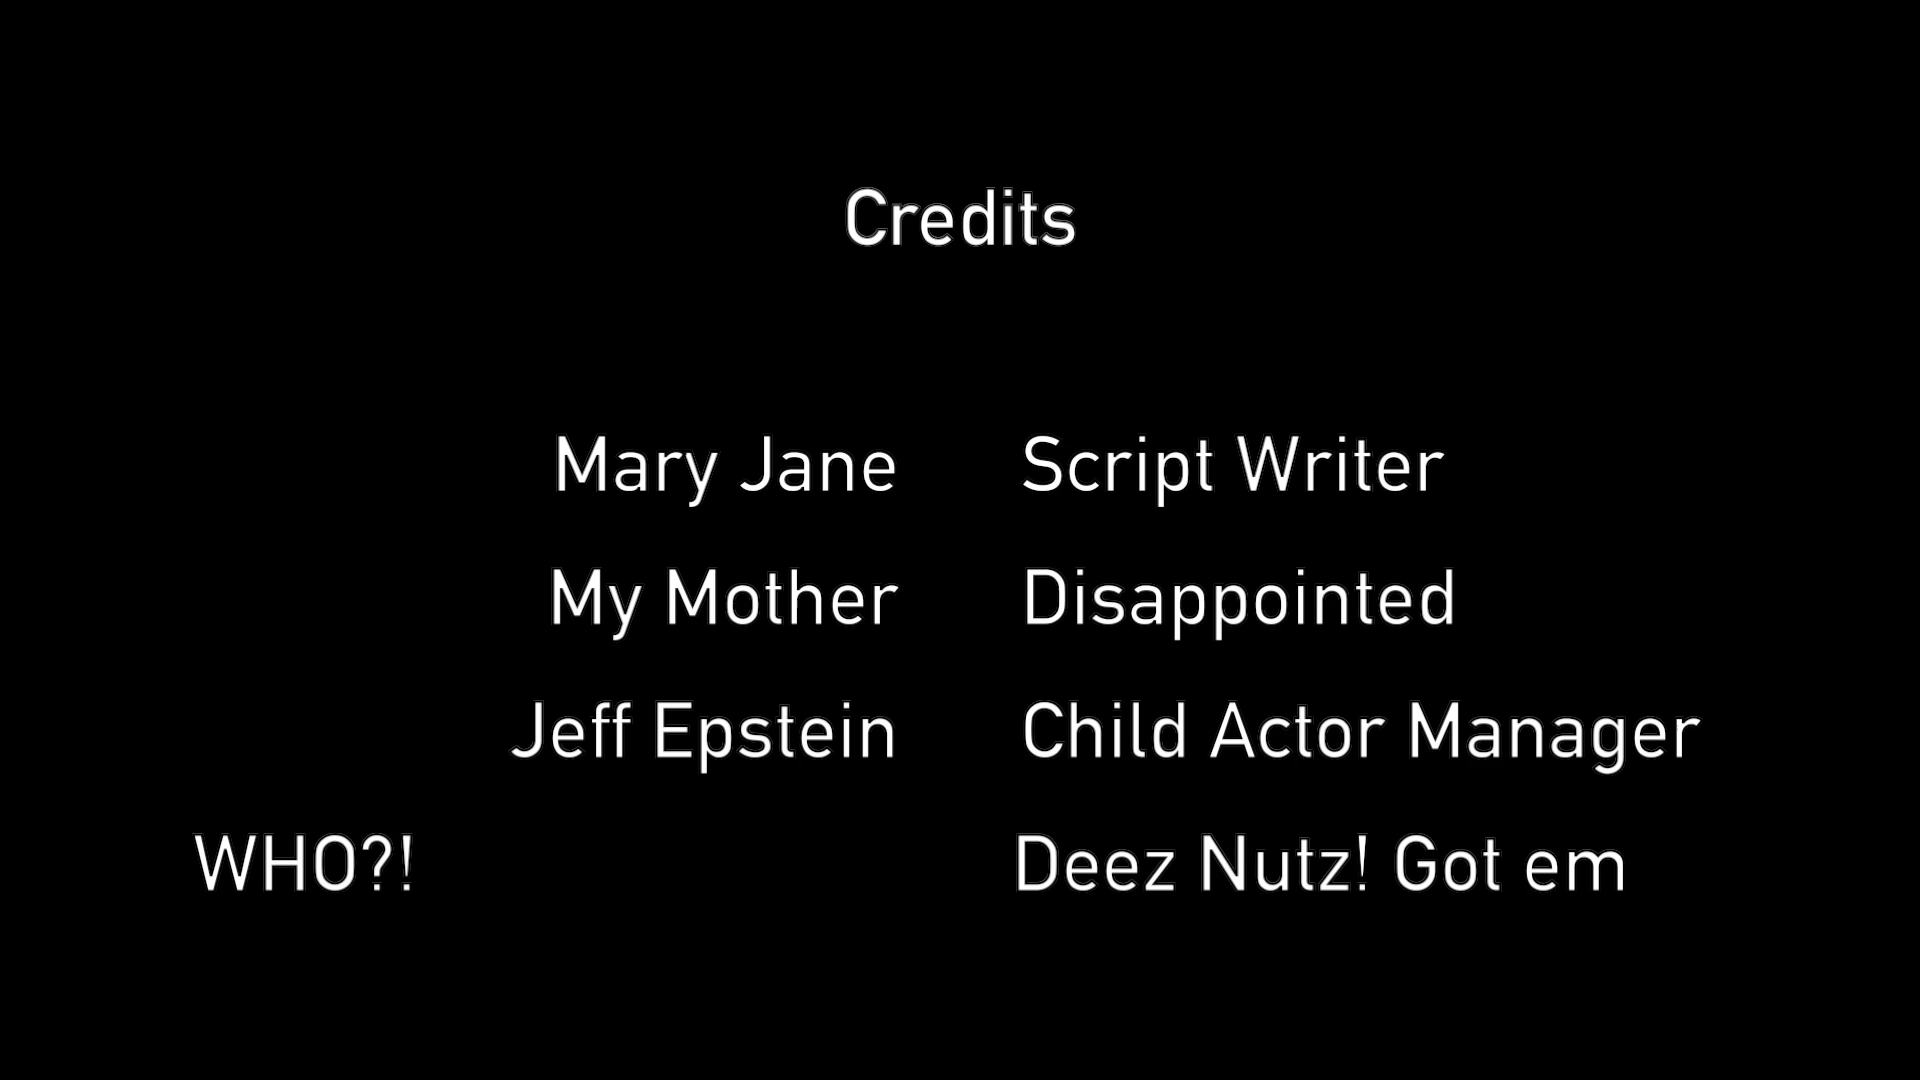 Credits
Mary Jane Script Writer
My Mother Disappointed
Jeff Epstein Child Actor Manager
WHO?! Deez Nutz! Got em